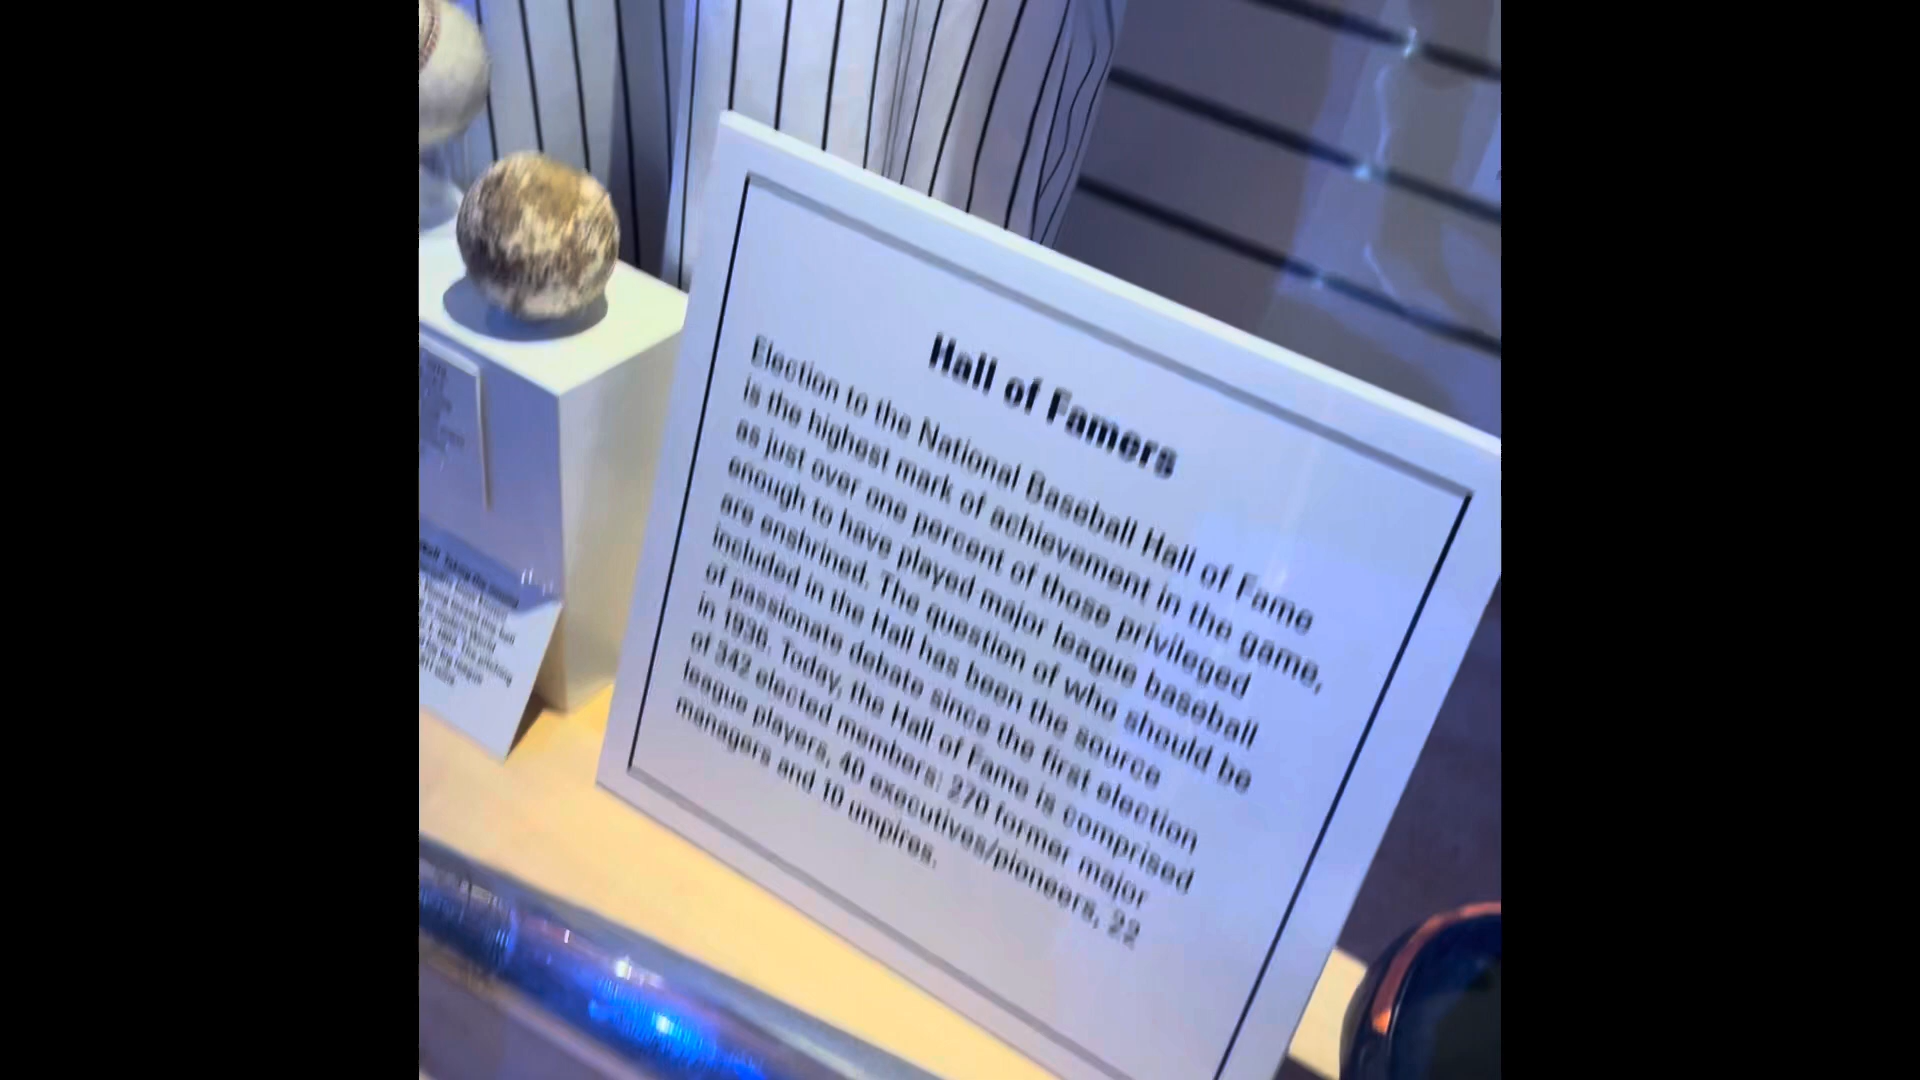 Hall of Famers
Election to the National Baseball Hall of Fame
is the highest mark of achievement in the game,
as just over one percent of those privileged
enough to have played major league baseball
are enshrined. The question of who should be
included in the Hall has been the source
of passionate debate since the first election
in 1936. Today, the Hall of Fame is comprised
of 342 elected members: 270 former major
league players, 40 executives/pioneers, 22
managers and 10 umpires.